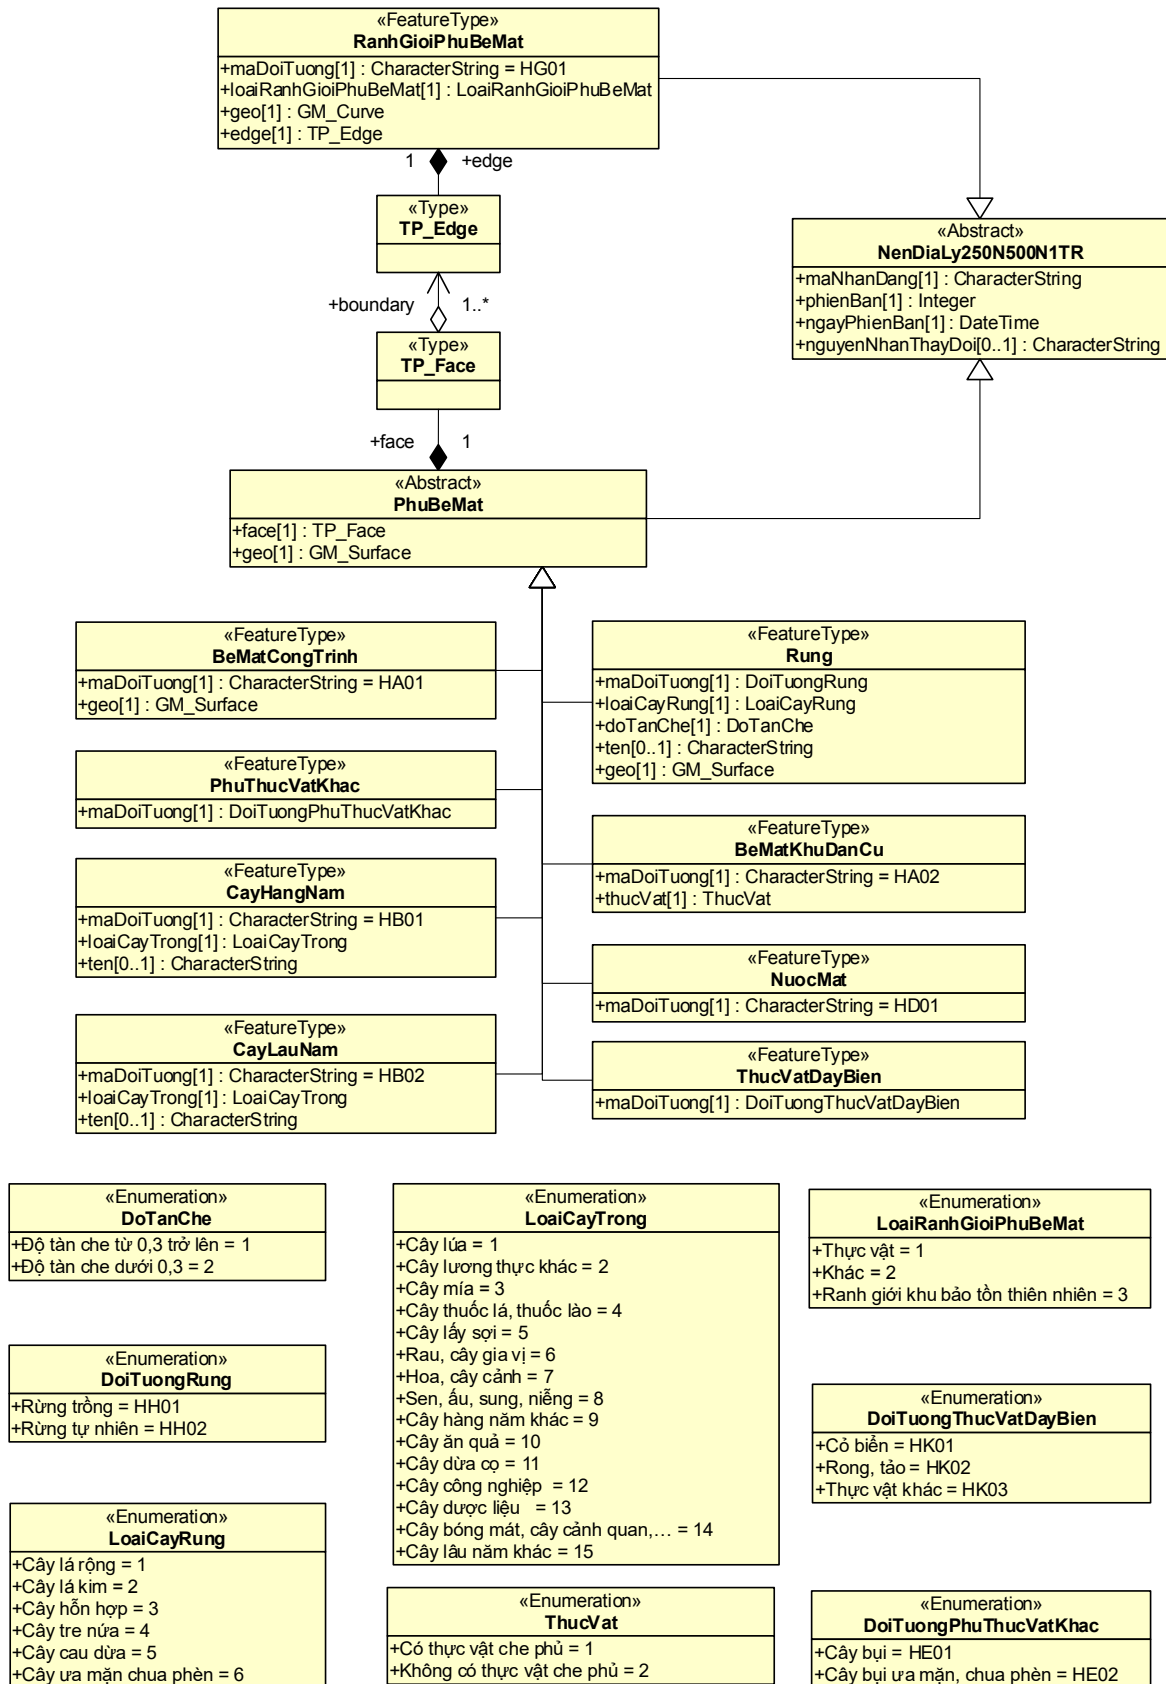 «FeatureType»
RanhGioiPhuBeMat
+maDoiTuong[1] : CharacterString = HG01
+loaiRanhGioiPhuBeMat[1] : LoaiRanhGioiPhuBeMat
+geo[1] : GM_Curve
+edge[1] : TP_Edge
1 +edge
«Type»
TP_Edge
+boundary 1..*
«Type»
TP_Face
+face 1
«Abstract»
NenDiaLy250N500N1TR
+maNhanDang[1] : CharacterString
+phienBan[1] : Integer
+ngayPhienBan[1] : DateTime
+nguyenNhanThayDoi[0..1] : CharacterString
«Abstract»
PhuBeMat
+face[1] : TP_Face
+geo[1] : GM_Surface
«FeatureType»
BeMatCongTrinh
+maDoiTuong[1] : CharacterString = HA01
+geo[1] : GM_Surface
«FeatureType»
PhuThucVatKhac
+maDoiTuong[1] : DoiTuongPhuThucVatKhac
«FeatureType»
CayHangNam
+maDoiTuong[1] : CharacterString = HB01
+loaiCayTrong[1] : LoaiCayTrong
+ten[0..1] : CharacterString
«FeatureType»
CayLauNam
+maDoiTuong[1] : CharacterString = HB02
+loaiCayTrong[1] : LoaiCayTrong
+ten[0..1] : CharacterString
«FeatureType»
Rung
+maDoiTuong[1] : DoiTuongRung
+loaiCayRung[1] : LoaiCayRung
+doTanChe[1] : DoTanChe
+ten[0..1] : CharacterString
+geo[1] : GM_Surface
«FeatureType»
BeMatKhuDanCu
+maDoiTuong[1] : CharacterString = HA02
+thucVat[1] : ThucVat
«FeatureType»
NuocMat
+maDoiTuong[1] : CharacterString = HD01
«FeatureType»
ThucVatDayBien
+maDoiTuong[1] : DoiTuongThucVatDayBien
«Enumeration»
DoTanChe
+Độ tàn che từ 0,3 trở lên = 1
+Độ tàn che dưới 0,3 = 2
«Enumeration»
DoiTuongRung
+Rừng trồng = HH01
+Rừng tự nhiên = HH02
«Enumeration»
LoaiCayRung
+Cây lá rộng = 1
+Cây lá kim = 2
+Cây hỗn hợp = 3
+Cây tre nứa = 4
+Cây cau dừa = 5
+Cây ưa mặn chua phèn = 6
«Enumeration»
LoaiCayTrong
+Cây lúa = 1
+Cây lương thực khác = 2
+Cây mía = 3
+Cây thuốc lá, thuốc lào = 4
+Cây lấy sợi = 5
+Rau, cây gia vị = 6
+Hoa, cây cảnh = 7
+Sen, ấu, sung, niễng = 8
+Cây hàng năm khác = 9
+Cây ăn quả = 10
+Cây dừa cọ = 11
+Cây công nghiệp = 12
+Cây dược liệu = 13
+Cây bóng mát, cây cảnh quan,… = 14
+Cây lâu năm khác = 15
«Enumeration»
ThucVat
+Có thực vật che phủ = 1
+Không có thực vật che phủ = 2
«Enumeration»
LoaiRanhGioiPhuBeMat
+Thực vật = 1
+Khác = 2
+Ranh giới khu bảo tồn thiên nhiên = 3
«Enumeration»
DoiTuongThucVatDayBien
+Cỏ biển = HK01
+Rong, tảo = HK02
+Thực vật khác = HK03
«Enumeration»
DoiTuongPhuThucVatKhac
+Cây bụi = HE01
+Cây bụi ưa mặn, chua phèn = HE02